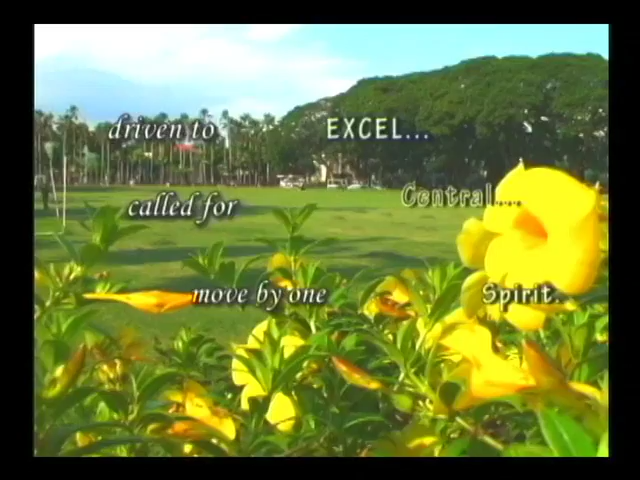 driven to EXCEL...
called for Central...
move by one Spirit.